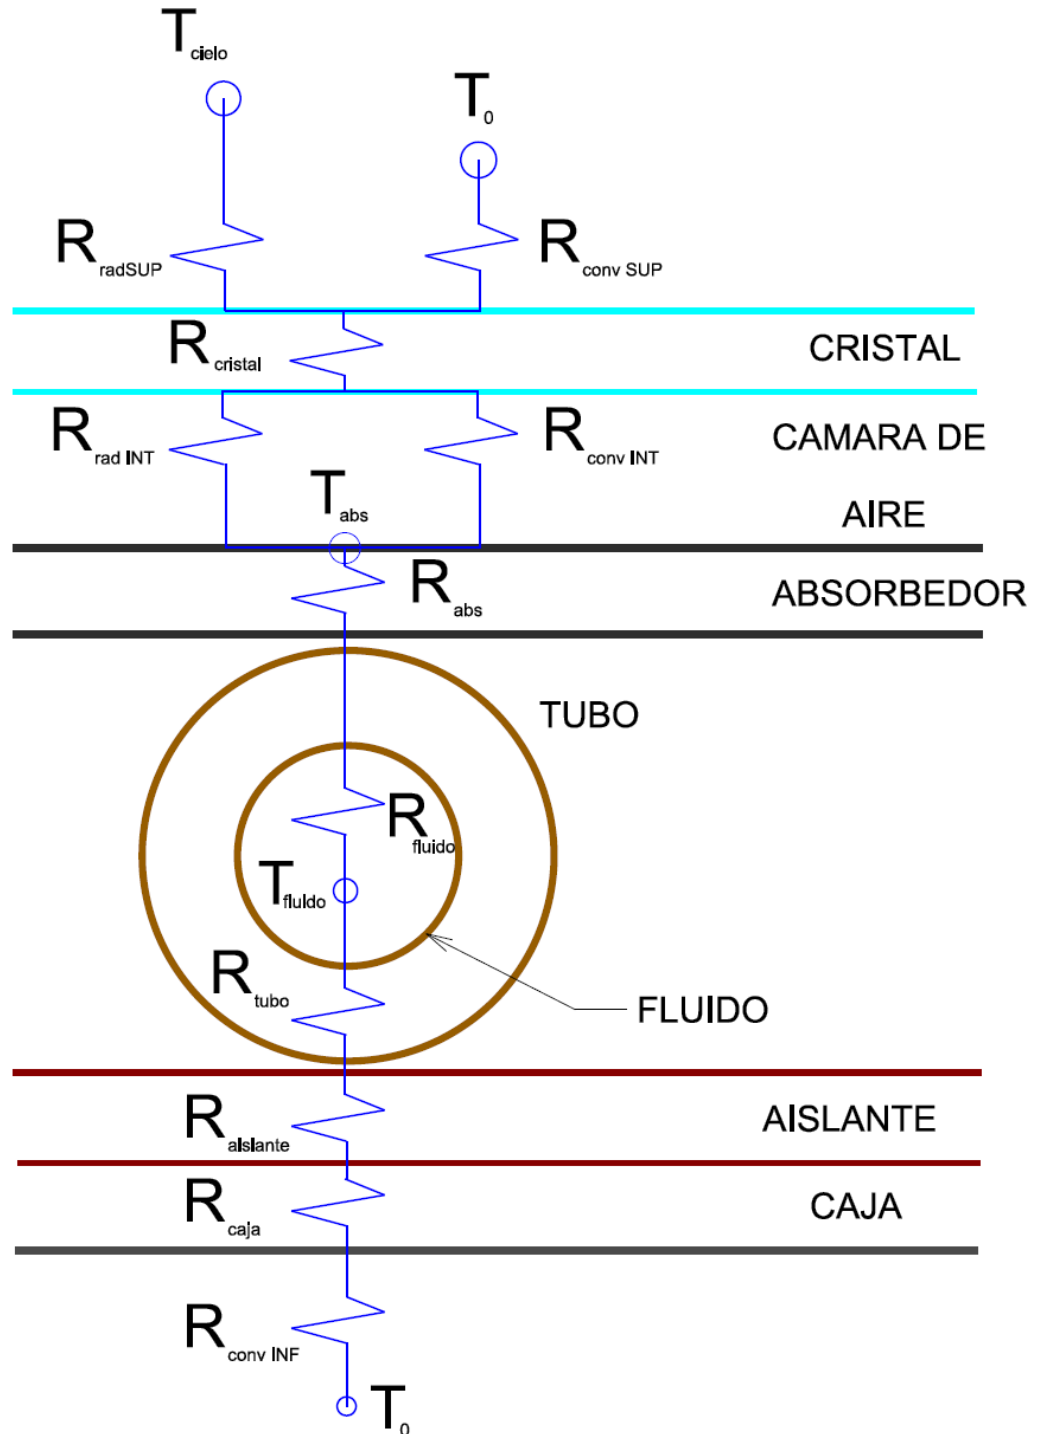 Tcielo
T0
RradSUP
Rconv SUP
Rcristal
CRISTAL
Rrad INT
Rconv INT
CAMARA DE
AIRE
Tabs
Rabs
ABSORBEDOR
TUBO
Rfluido
Tfluido
Rtubo
FLUIDO
Raislante
AISLANTE
Rcaja
CAJA
Rconv INF
T0